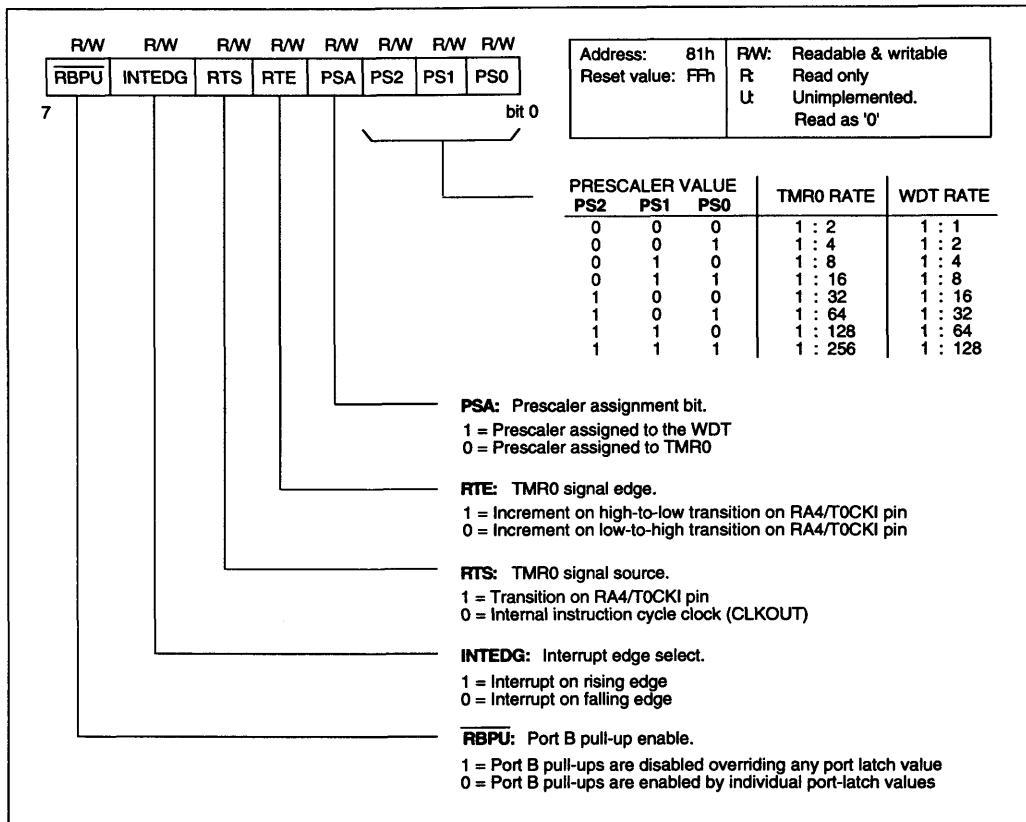 R/W R/W R/W R/W R/W R/W R/W R/W
RBPU INTEDG RTS RTE PSA PS2 PS1 PS0
7 bit 0
Address: 81h
Reset value: FFh
R/W: Readable & writable
R: Read only
U: Unimplemented.
Read as '0'
PRESCALER VALUE TMR0 RATE WDT RATE
PS2 PS1 PS0
0 0 0 1 : 2 1 : 1
0 0 1 1 : 4 1 : 2
0 1 0 1 : 8 1 : 4
0 1 1 1 : 16 1 : 8
1 0 0 1 : 32 1 : 16
1 0 1 1 : 64 1 : 32
1 1 0 1 : 128 1 : 64
1 1 1 1 : 256 1 : 128
PSA: Prescaler assignment bit.
1 = Prescaler assigned to the WDT
0 = Prescaler assigned to TMR0
RTE: TMR0 signal edge.
1 = Increment on high-to-low transition on RA4/T0CKI pin
0 = Increment on low-to-high transition on RA4/T0CKI pin
RTS: TMR0 signal source.
1 = Transition on RA4/T0CKI pin
0 = Internal instruction cycle clock (CLKOUT)
INTEDG: Interrupt edge select.
1 = Interrupt on rising edge
0 = Interrupt on falling edge
RBPU: Port B pull-up enable.
1 = Port B pull-ups are disabled overriding any port latch value
0 = Port B pull-ups are enabled by individual port-latch values